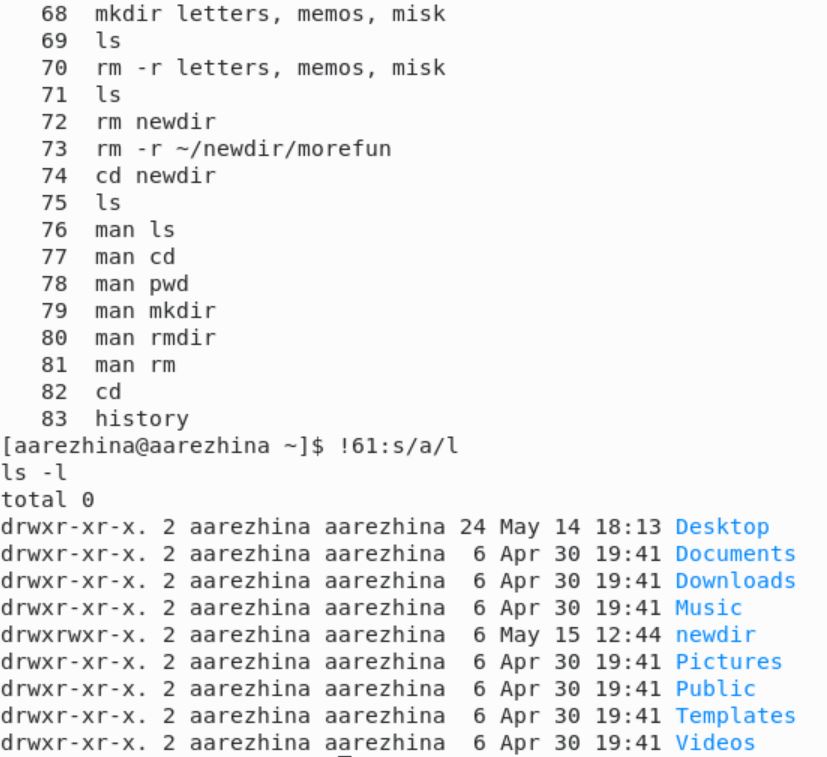 68 mkdir letters, memos, misk
69 ls
70 rm -r letters, memos, misk
71 ls
72 rm newdir
73 rm -r ~/newdir/morefun
74 cd newdir
75 ls
76 man ls
77 man cd
78 man pwd
79 man mkdir
80 man rmdir
81 man rm
82 cd
83 history
[aarezhina@aarezhina ~]$ !61:s/a/l
ls -l
total 0
drwxr-xr-x. 2 aarezhina aarezhina 24 May 14 18:13 Desktop
drwxr-xr-x. 2 aarezhina aarezhina 6 Apr 30 19:41 Documents
drwxr-xr-x. 2 aarezhina aarezhina 6 Apr 30 19:41 Downloads
drwxr-xr-x. 2 aarezhina aarezhina 6 Apr 30 19:41 Music
drwxrwxr-x. 2 aarezhina aarezhina 6 May 15 12:44 newdir
drwxr-xr-x. 2 aarezhina aarezhina 6 Apr 30 19:41 Pictures
drwxr-xr-x. 2 aarezhina aarezhina 6 Apr 30 19:41 Public
drwxr-xr-x. 2 aarezhina aarezhina 6 Apr 30 19:41 Templates
drwxr-xr-x. 2 aarezhina aarezhina 6 Apr 30 19:41 Videos